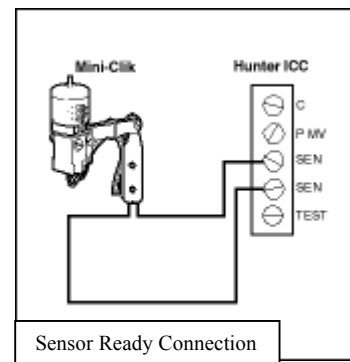 Mini-Clik
Hunter ICC
C
P MV
SEN
SEN
TEST
Sensor Ready Connection